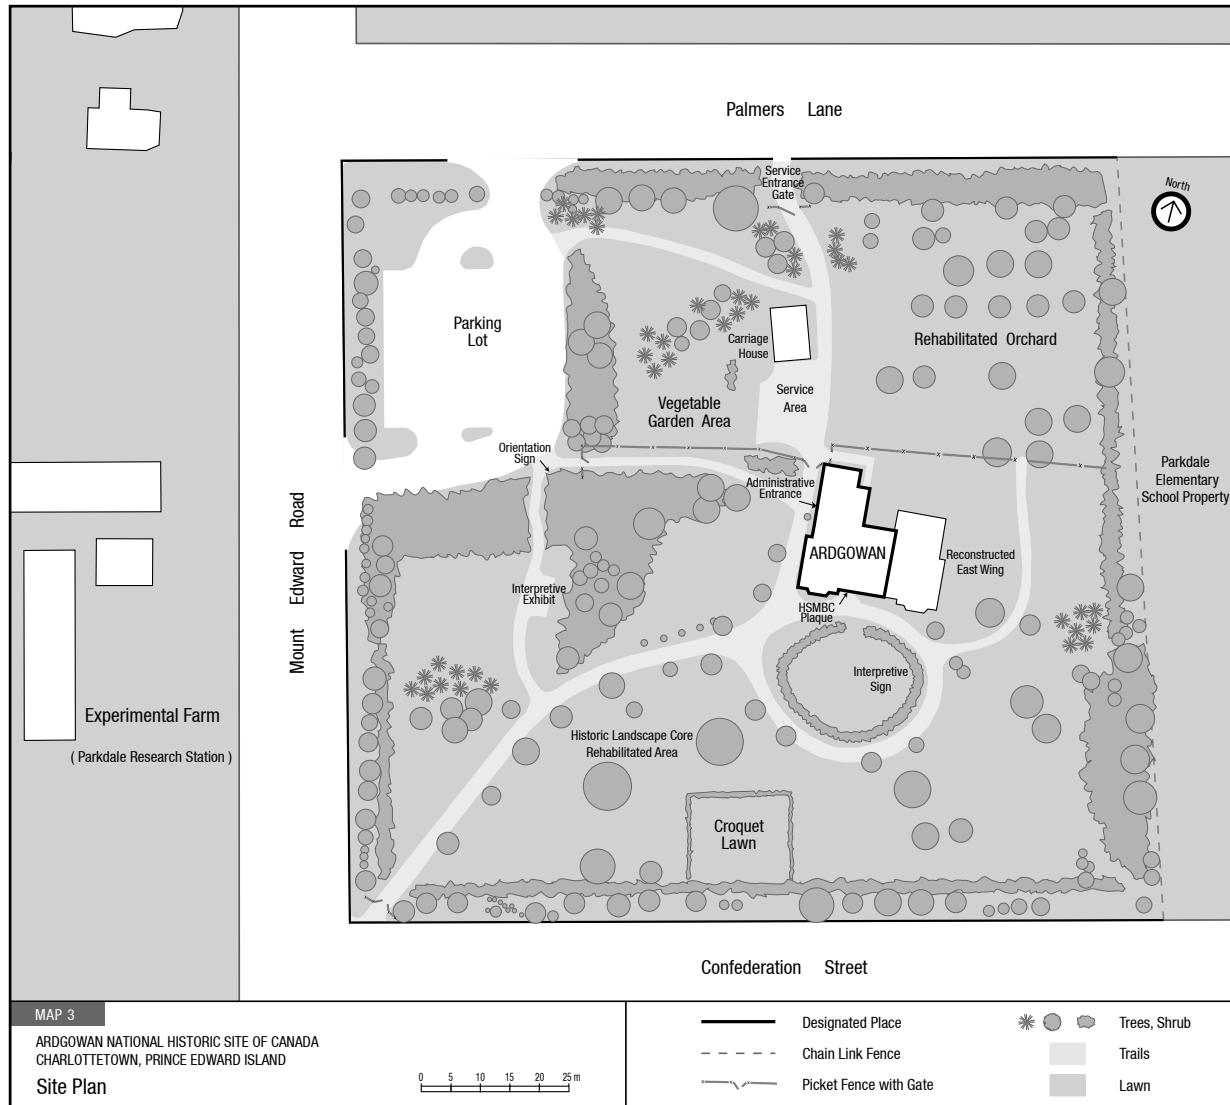 Palmers Lane
Service
Entrance
Gate
North
Parking
Lot
Carriage
House
Rehabilitated Orchard
Service
Area
Vegetable
Garden Area
Orientation
Sign
Administrative
Entrance
Parkdale
Elementary
School Property
Mount Edward Road
ARDGOWAN
Reconstructed
East Wing
Interpretive
Exhibit
HSMBC
Plaque
Interpretive
Sign
Experimental Farm
( Parkdale Research Station )
Historic Landscape Core
Rehabilitated Area
Croquet
Lawn
Confederation Street
MAP 3
ARDGOWAN NATIONAL HISTORIC SITE OF CANADA
CHARLOTTETOWN, PRINCE EDWARD ISLAND
Site Plan
0 5 10 15 20 25 m
Designated Place
Chain Link Fence
Picket Fence with Gate
Trees, Shrub
Trails
Lawn